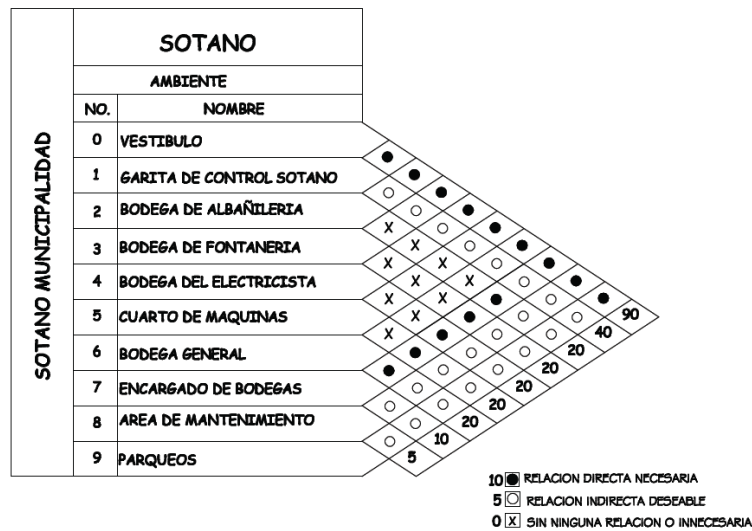 SOTANO MUNICIPALIDAD
SOTANO
AMBIENTE
NO. NOMBRE
0 VESTIBULO
1 GARITA DE CONTROL SOTANO
2 BODEGA DE ALBAÑILERIA
3 BODEGA DE FONTANERIA
4 BODEGA DEL ELECTRICISTA
5 CUARTO DE MAQUINAS
6 BODEGA GENERAL
7 ENCARGADO DE BODEGAS
8 AREA DE MANTENIMIENTO
9 PARQUEOS
X
X X
X X X
X X
X X
X
90
40
20
20
20
20
20
10
5
10 RELACION DIRECTA NECESARIA
5 RELACION INDIRECTA DESEABLE
0 X SIN NINGUNA RELACION O INNECESARIA